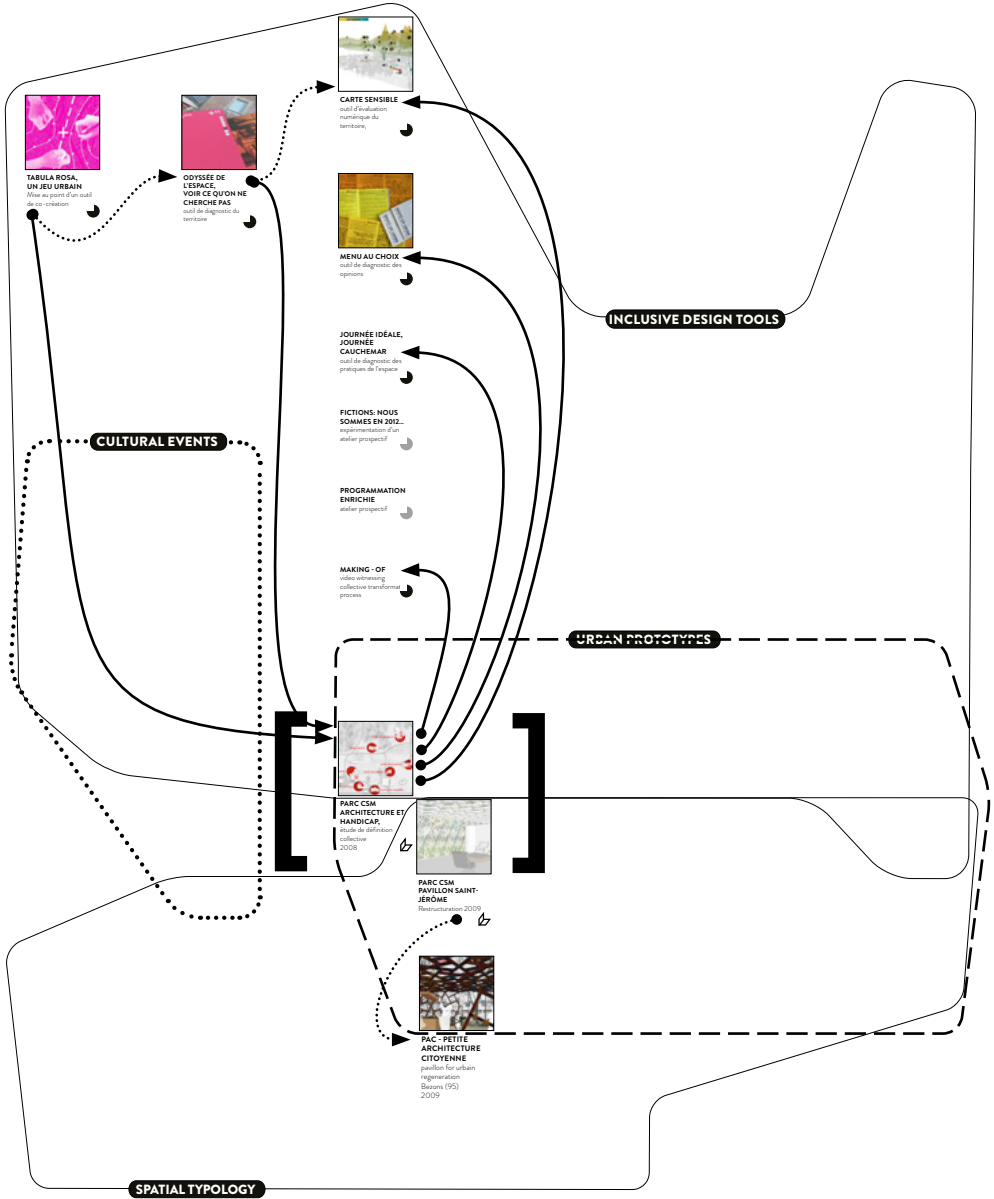 CARTE SENSIBLE
outil d'évaluation
numérique du
territoire,
TABULA ROSA,
UN JEU URBAIN
Mise au point d'un outil
de co-création
ODYSSÉE DE
L'ESPACE,
VOIR CE QU'ON NE
CHERCHE PAS
outil de diagnostic du
territoire
MENU AU CHOIX
outil de diagnostic des
opinions
INCLUSIVE DESIGN TOOLS
JOURNÉE IDÉALE,
JOURNÉE
CAUCHEMAR
outil de diagnostic des
pratiques de l'espace
FICTIONS: NOUS
SOMMES EN 2012...
expérimentation d'un
atelier prospectif
CULTURAL EVENTS
PROGRAMMATION
ENRICHIE
atelier prospectif
MAKING - OF
video witnessing
collective transformat
process
URBAN PROTOTYPES
PARC CSM
ARCHITECTURE ET
HANDICAP,
étude de définition
collective
2008
PARC CSM
PAVILLON SAINT-
JÉRÔME
Restructuration 2009
PAC - PETITE
ARCHITECTURE
CITOYENNE
pavillon for urbain
regeneration
Bezons (95)
2009
SPATIAL TYPOLOGY